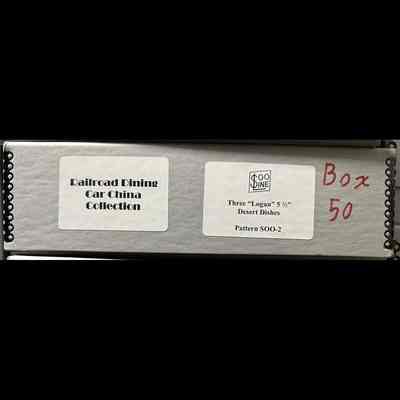 Railroad Dining
Car China
Collection
SOO
LINE
Three "Logan" 5 ½"
Desert Dishes
Pattern SOO-2
Box
50